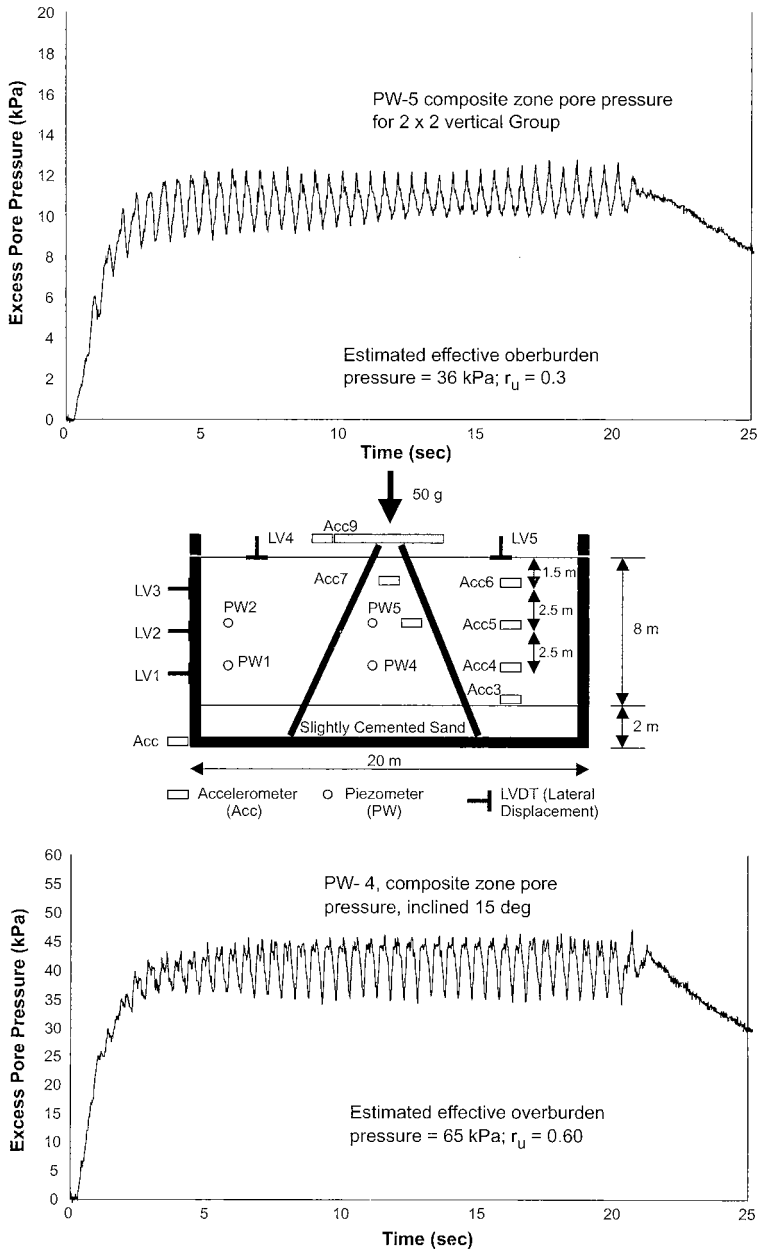 20
18
16
14
12
10
8
6
4
2
0
Excess Pore Pressure (kPa)
PW-5 composite zone pore pressure
for 2 x 2 vertical Group
Estimated effective oberburden
pressure = 36 kPa; r_u = 0.3
0 5 10 15 20 25
Time (sec)
50 g
Acc9
LV4
LV5
Acc7
Acc6
1.5 m
LV3
PW2
PW5
2.5 m
8 m
LV2
Acc5
2.5 m
LV1
PW1
PW4
Acc4
Acc3
Slightly Cemented Sand
2 m
Acc
20 m
Accelerometer
(Acc)
Piezometer
(PW)
LVDT (Lateral
Displacement)
60
55
50
45
40
35
30
25
20
15
10
5
0
Excess Pore Pressure (kPa)
PW- 4, composite zone pore
pressure, inclined 15 deg
Estimated effective overburden
pressure = 65 kPa; r_u = 0.60
0 5 10 15 20 25
Time (sec)